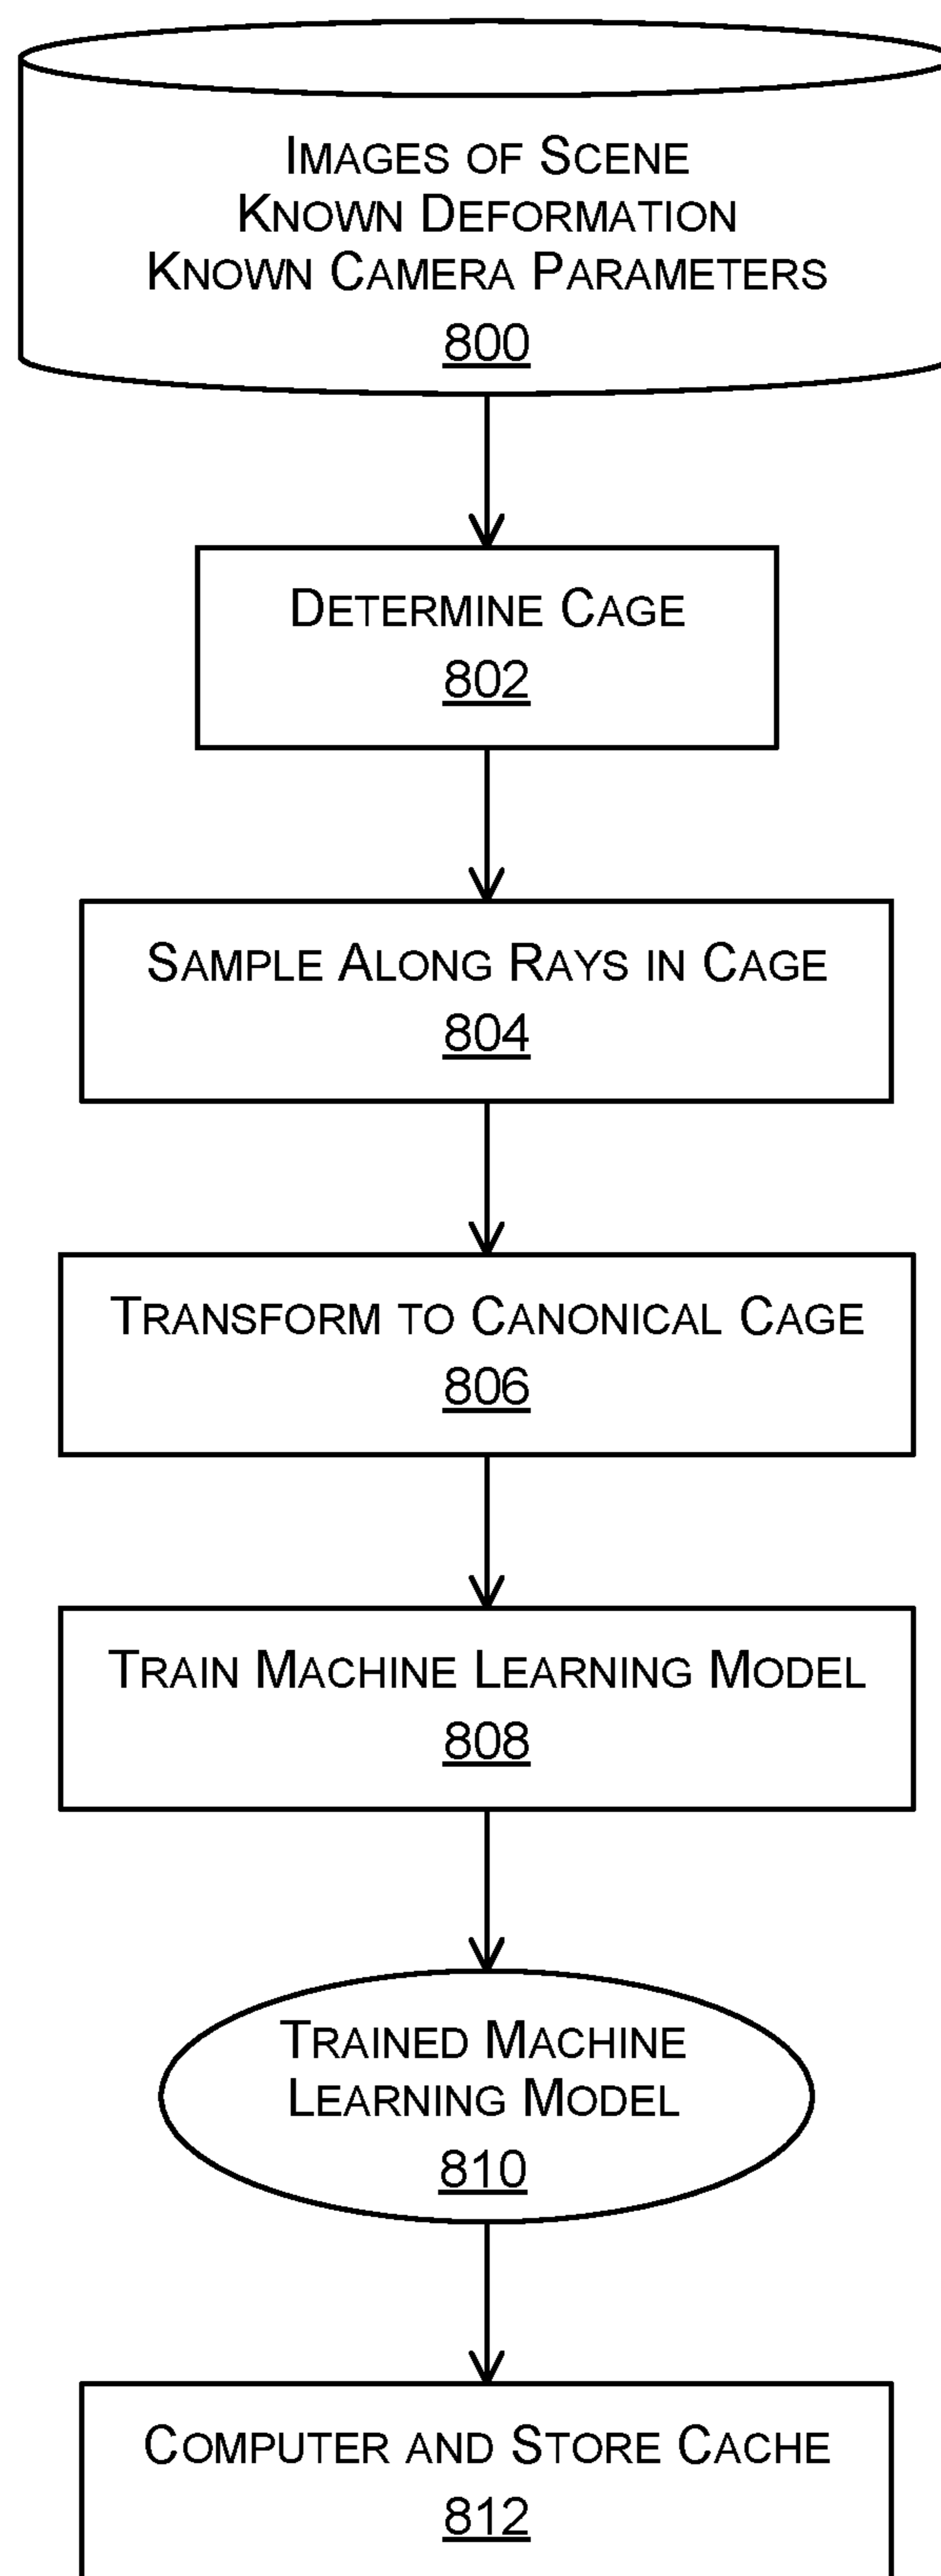 IMAGES OF SCENE
KNOWN DEFORMATION
KNOWN CAMERA PARAMETERS
800
DETERMINE CAGE
802
SAMPLE ALONG RAYS IN CAGE
804
TRANSFORM TO CANONICAL CAGE
806
TRAIN MACHINE LEARNING MODEL
808
TRAINED MACHINE
LEARNING MODEL
810
COMPUTER AND STORE CACHE
812